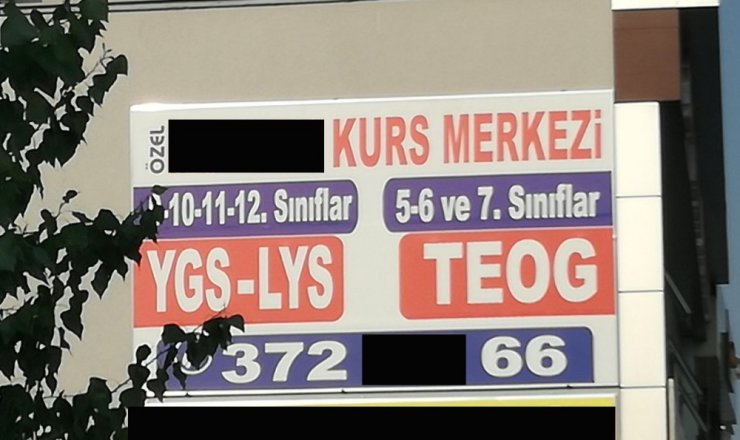 ÖZEL KURS MERKEZi
-10-11-12. Sınıflar
5-6 ve 7. Sınıflar
YGS-LYS
TEOG
372 66